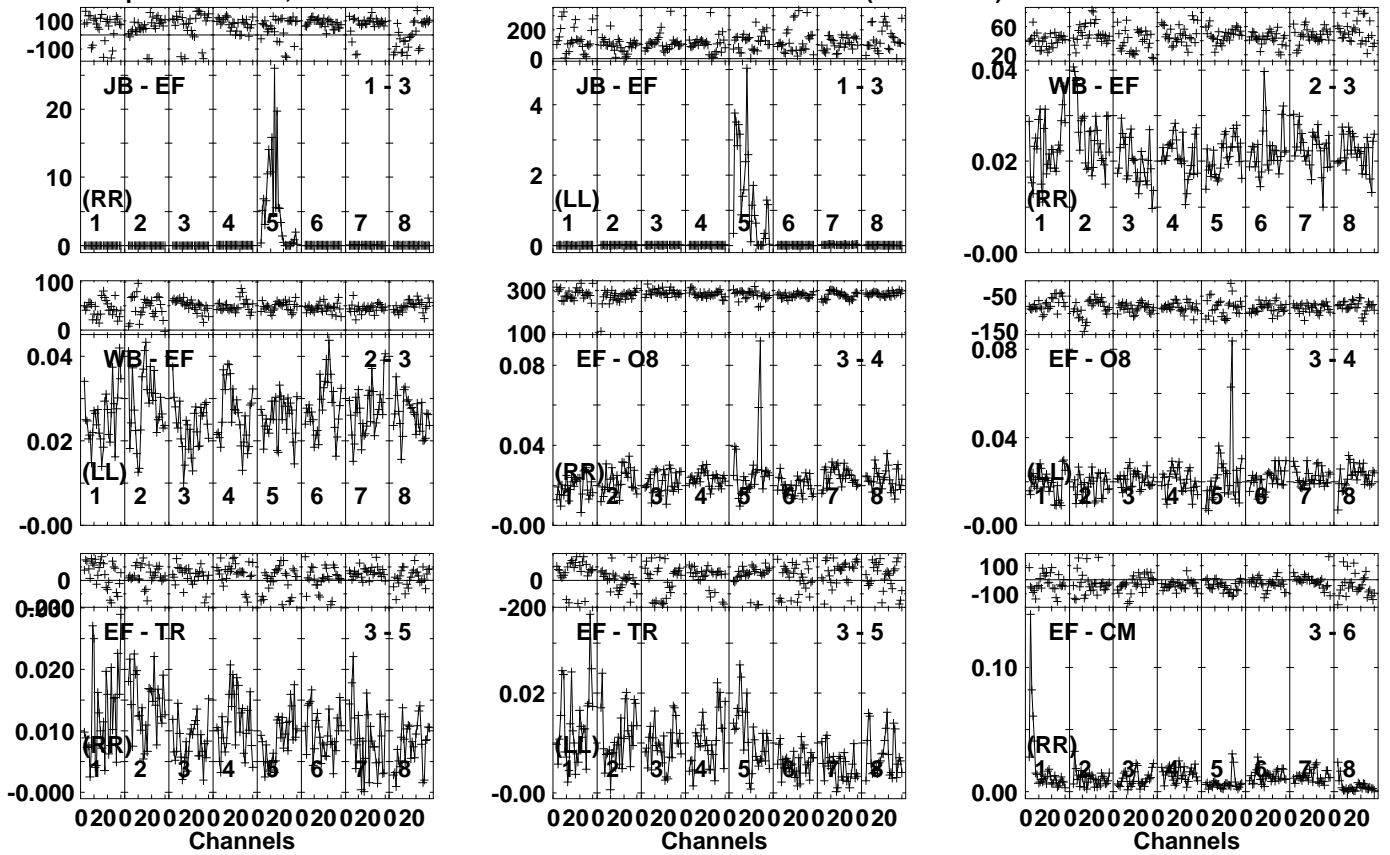 100
-100
JB - EF 1 - 3
20
10
0
(RR)
1 2 3 4 5 6 7 8
200
0
JB - EF 1 - 3
4
2
0
(LL)
1 2 3 4 5 6 7 8
60
20
WB - EF 2 - 3
0.04
0.02
-0.00
(RR)
1 2 3 4 5 6 7 8
100
0
WB - EF 2 - 3
0.04
0.02
-0.00
(LL)
1 2 3 4 5 6 7 8
300
100
EF - O8 3 - 4
0.08
0.04
-0.00
(RR)
1 2 3 4 5 6 7 8
-50
-150
EF - O8 3 - 4
0.08
0.04
-0.00
(LL)
1 2 3 4 5 6 7 8
0
EF - TR 3 - 5
0.020
0.010
-0.000
(RR)
1 2 3 4 5 6 7 8
0 20 0 20 0 20 0 20 0 20 0 20 0 20 0 20
Channels
0
-200
EF - TR 3 - 5
0.02
-0.00
(LL)
1 2 3 4 5 6 7 8
0 20 0 20 0 20 0 20 0 20 0 20 0 20 0 20
Channels
100
-100
EF - CM 3 - 6
0.10
0.00
(RR)
1 2 3 4 5 6 7 8
0 20 0 20 0 20 0 20 0 20 0 20 0 20 0 20
Channels